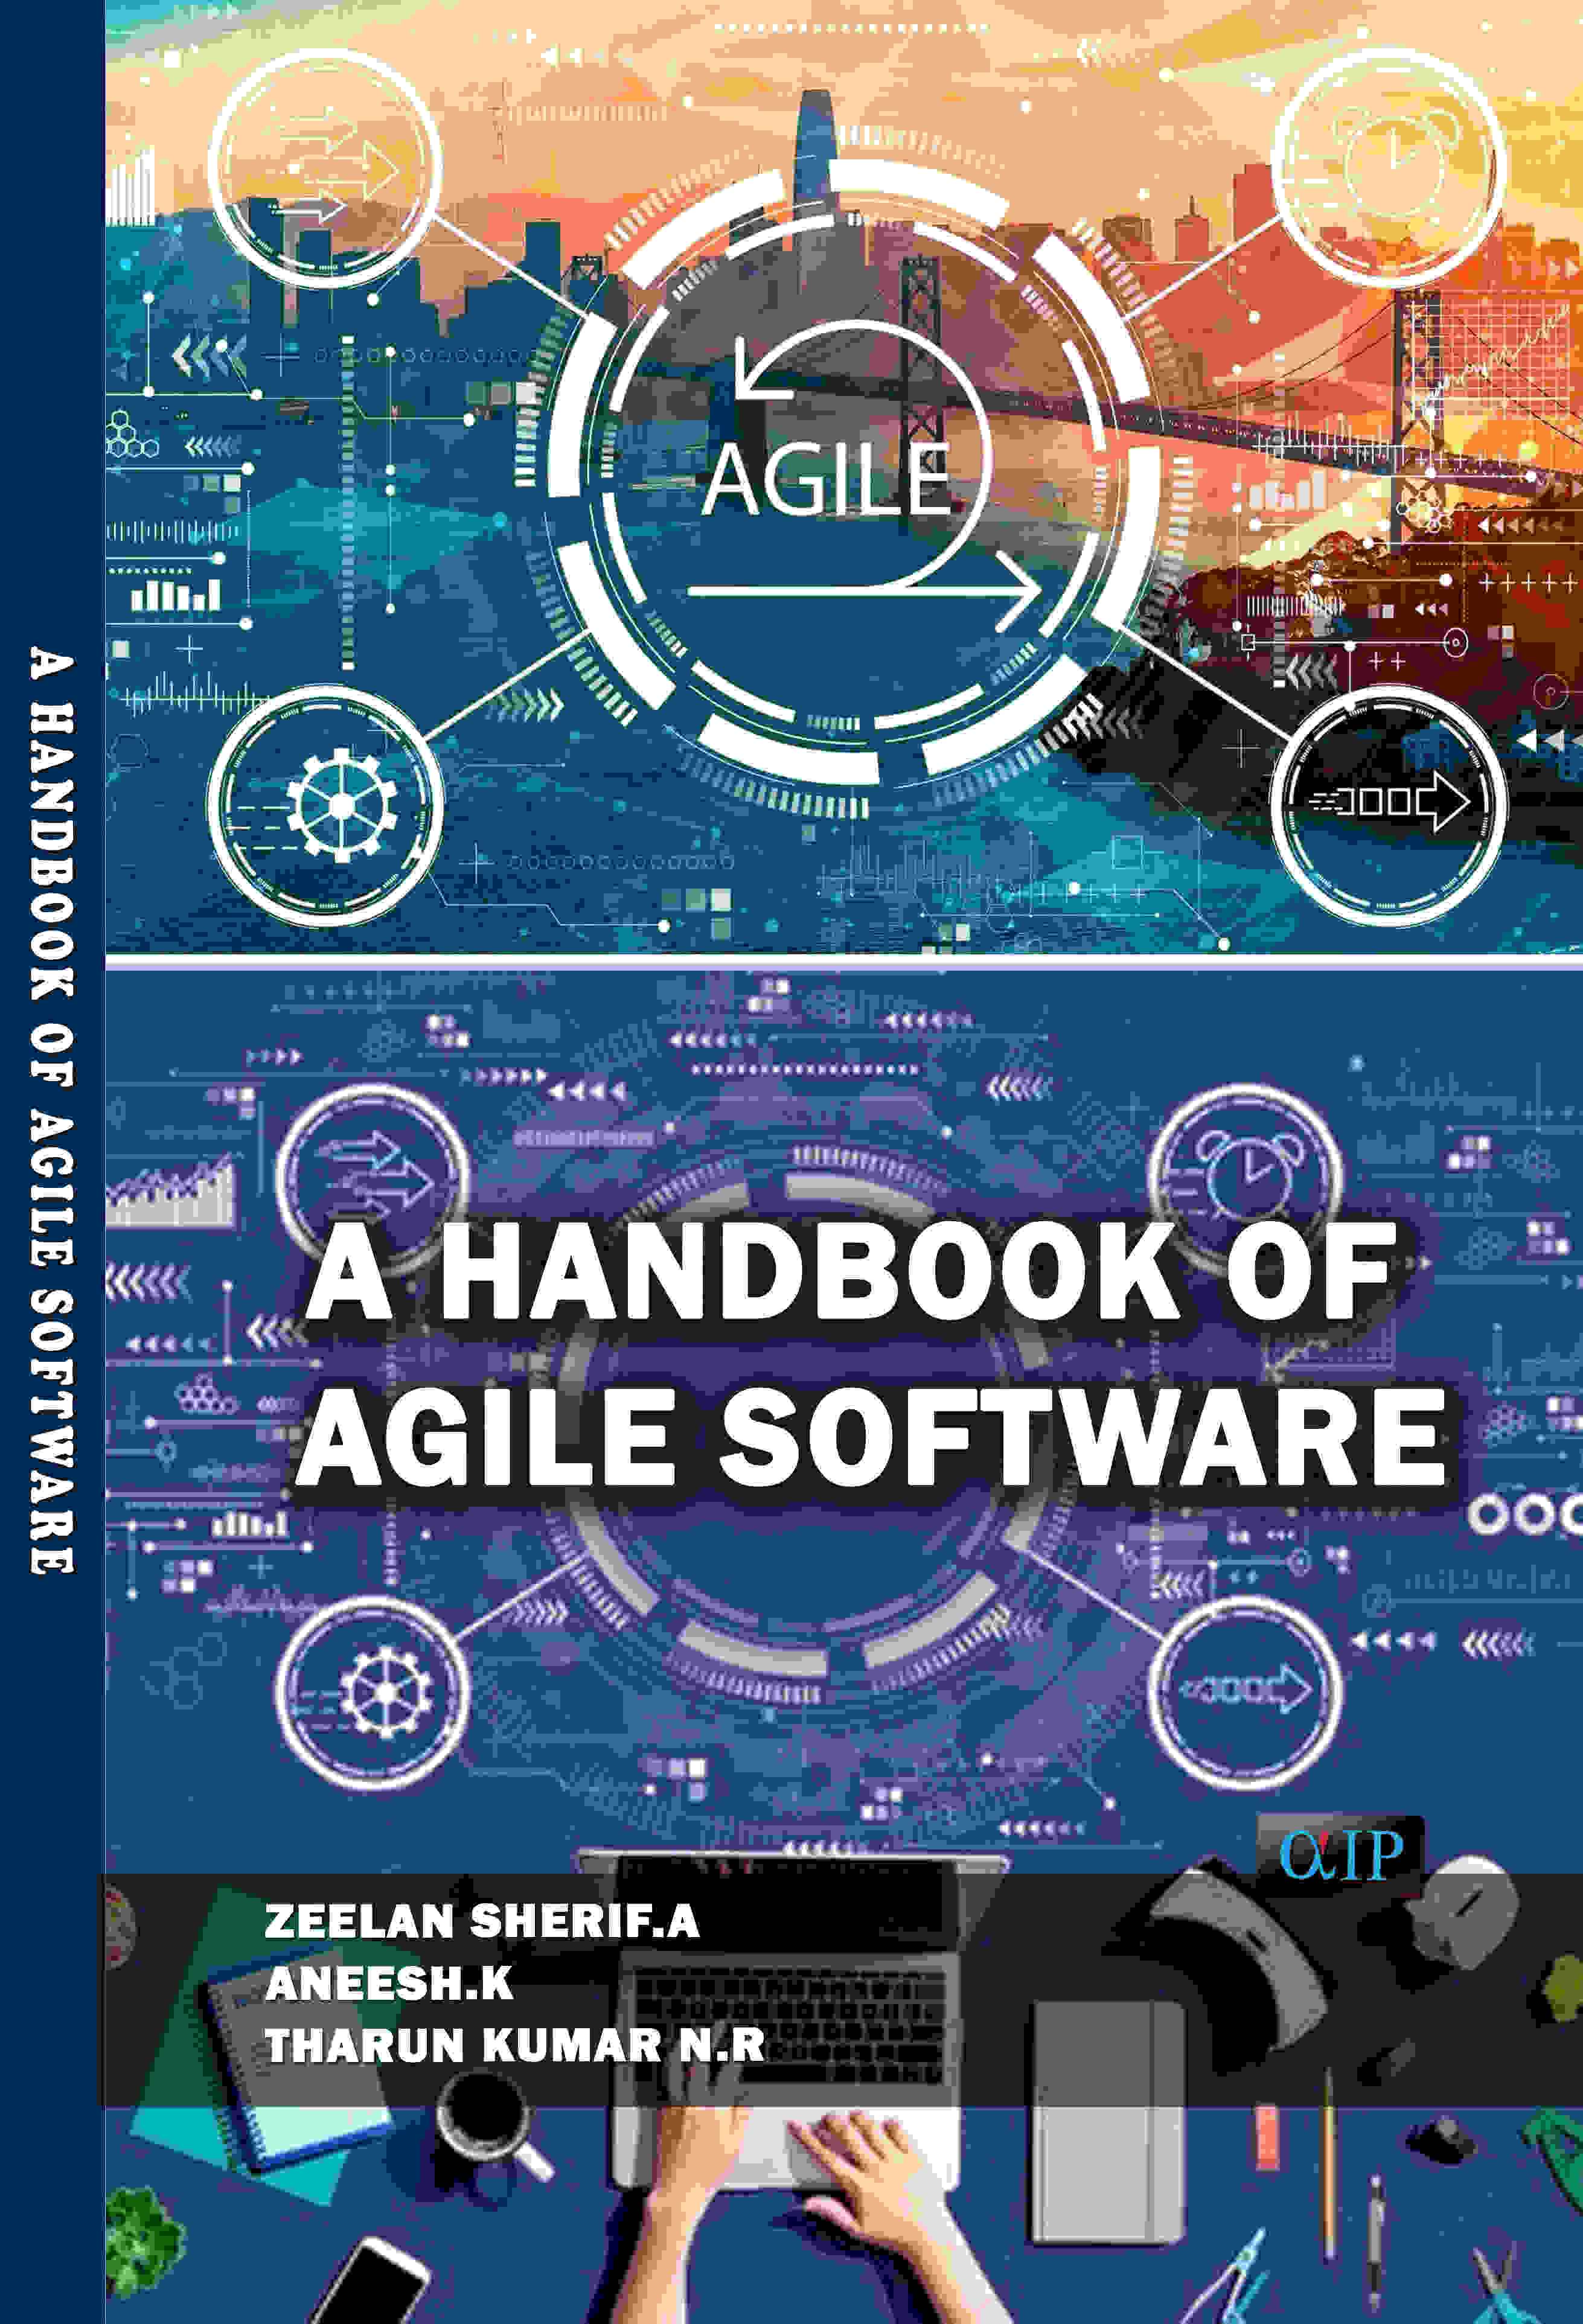 A HANDBOOK OF AGILE SOFTWARE
AGILE
A HANDBOOK OF
AGILE SOFTWARE
αIP
ZEELAN SHERIF.A
ANEESH.K
THARUN KUMAR N.R